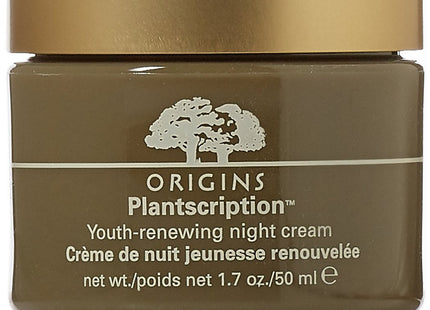 ORIGINS
Plantscription™
Youth-renewing night cream
Crème de nuit jeunesse renouvelée
net wt./poids net 1.7 oz./50 ml ℮